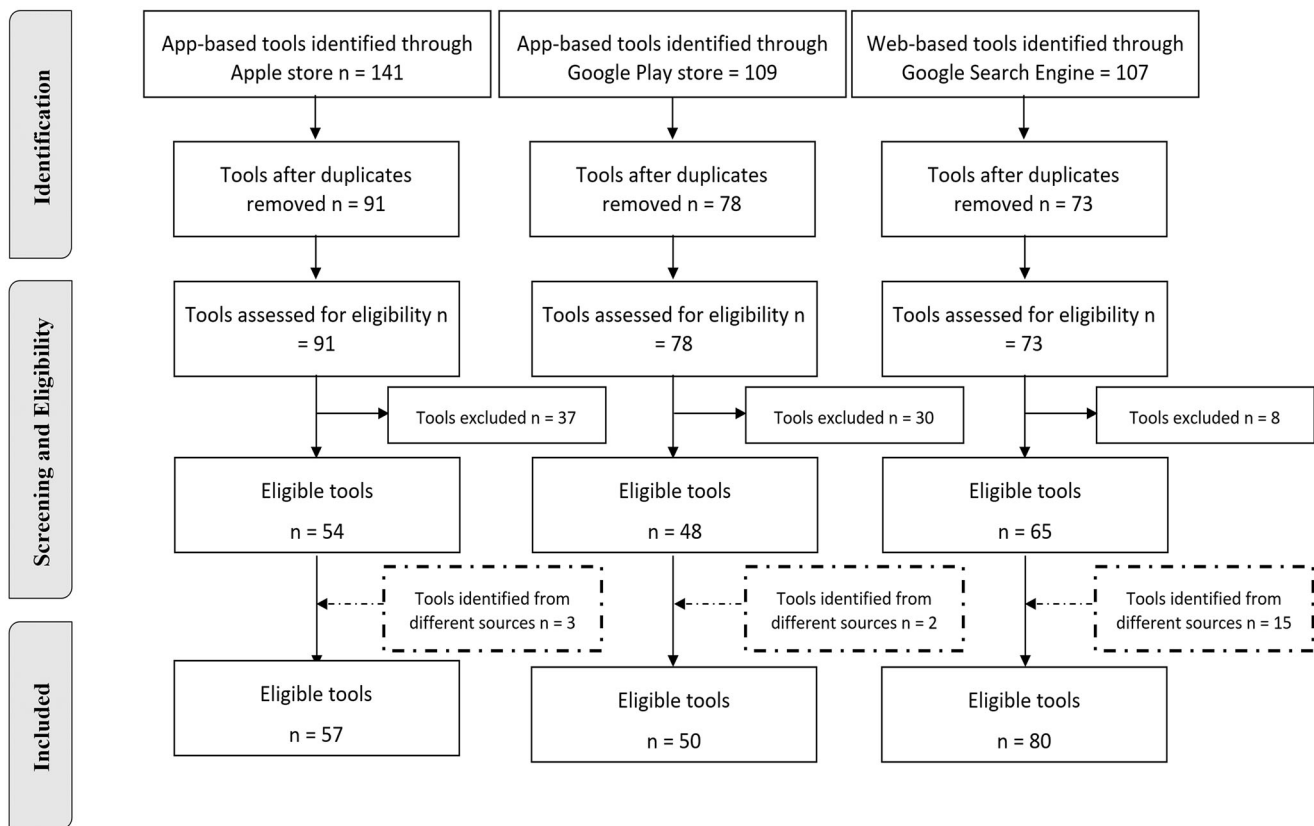 Identification
App-based tools identified through
Apple store n = 141
App-based tools identified through
Google Play store = 109
Web-based tools identified through
Google Search Engine = 107
Tools after duplicates
removed n = 91
Tools after duplicates
removed n = 78
Tools after duplicates
removed n = 73
Screening and Eligibility
Tools assessed for eligibility n
= 91
Tools assessed for eligibility n
= 78
Tools assessed for eligibility n
= 73
Tools excluded n = 37
Tools excluded n = 30
Tools excluded n = 8
Eligible tools
n = 54
Eligible tools
n = 48
Eligible tools
n = 65
Tools identified from
different sources n = 3
Tools identified from
different sources n = 2
Tools identified from
different sources n = 15
Included
Eligible tools
n = 57
Eligible tools
n = 50
Eligible tools
n = 80